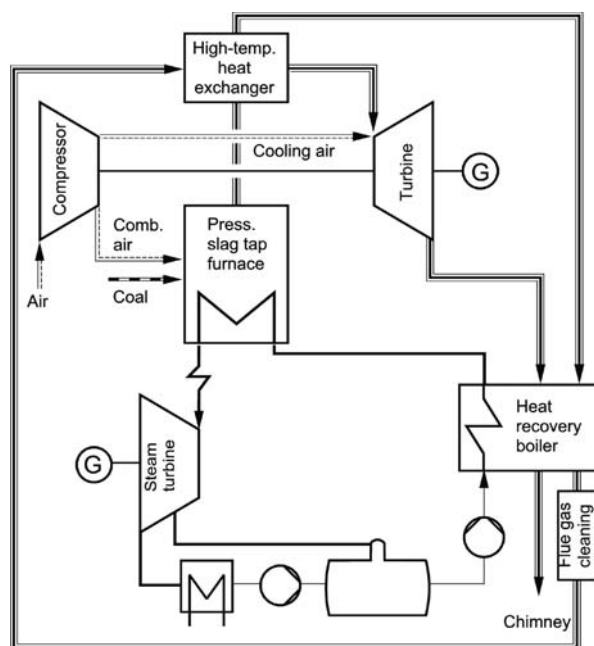 High-temp.
heat
exchanger
Compressor
Cooling air
Turbine
G
Comb.
air
Press.
slag tap
furnace
Air
Coal
Heat
recovery
boiler
G
Steam
turbine
Flue gas
cleaning
Chimney